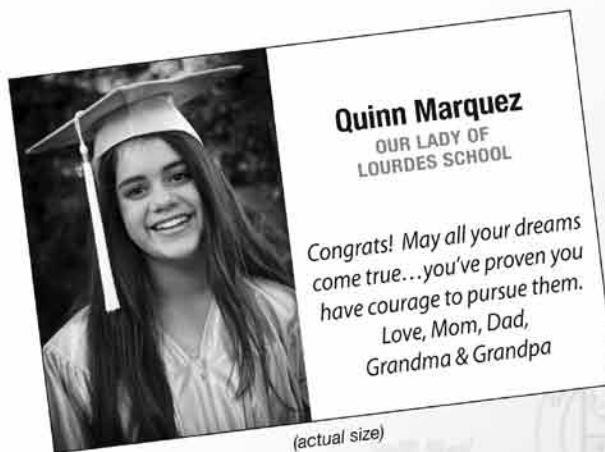 Quinn Marquez
OUR LADY OF
LOURDES SCHOOL
Congrats! May all your dreams
come true...you've proven you
have courage to pursue them.
Love, Mom, Dad,
Grandma & Grandpa
(actual size)